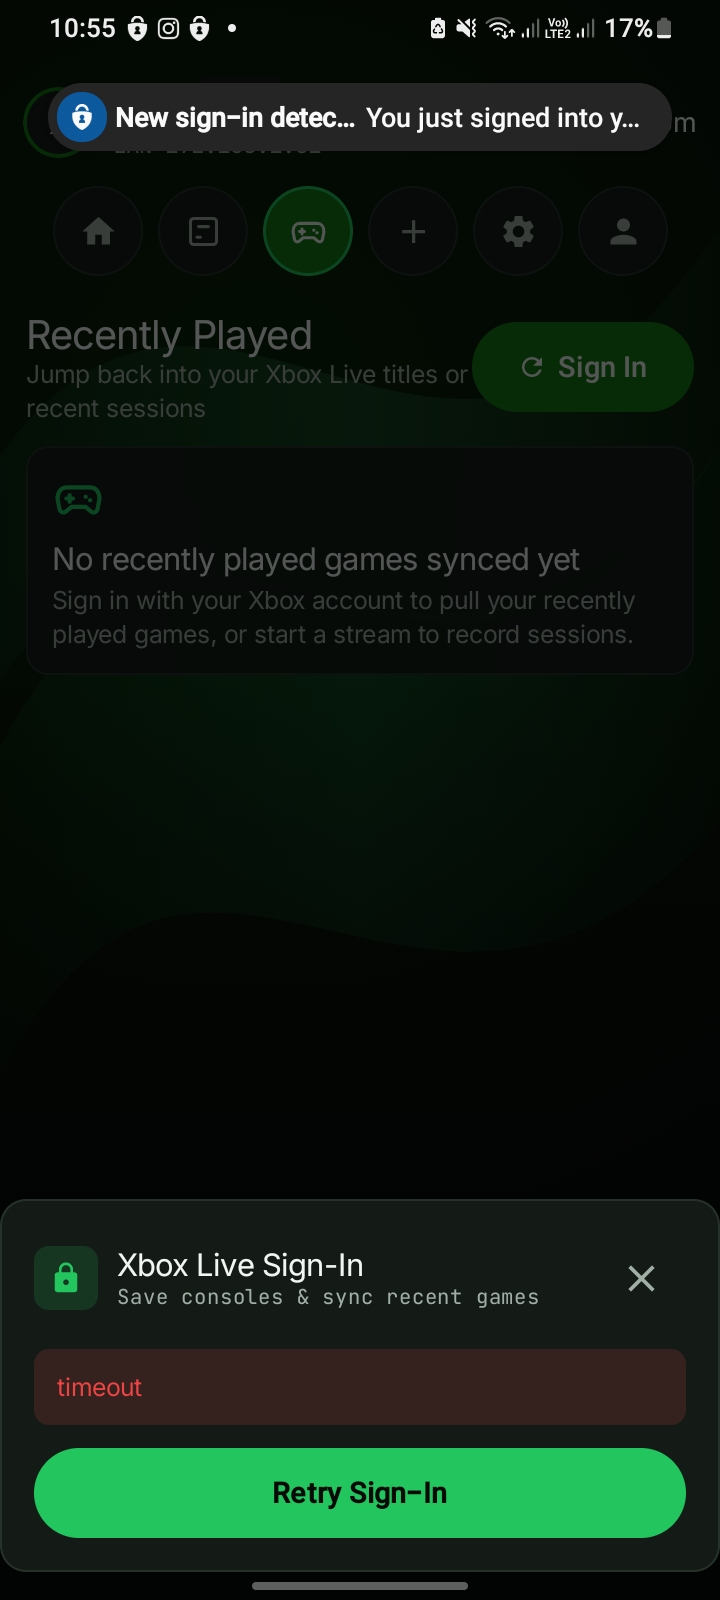 10:55
Vo))
LTE2
17%
New sign-in detec... You just signed into y...
m
Recently Played
Sign In
Jump back into your Xbox Live titles or
recent sessions
No recently played games synced yet
Sign in with your Xbox account to pull your recently
played games, or start a stream to record sessions.
Xbox Live Sign-In
Save consoles & sync recent games
timeout
Retry Sign-In